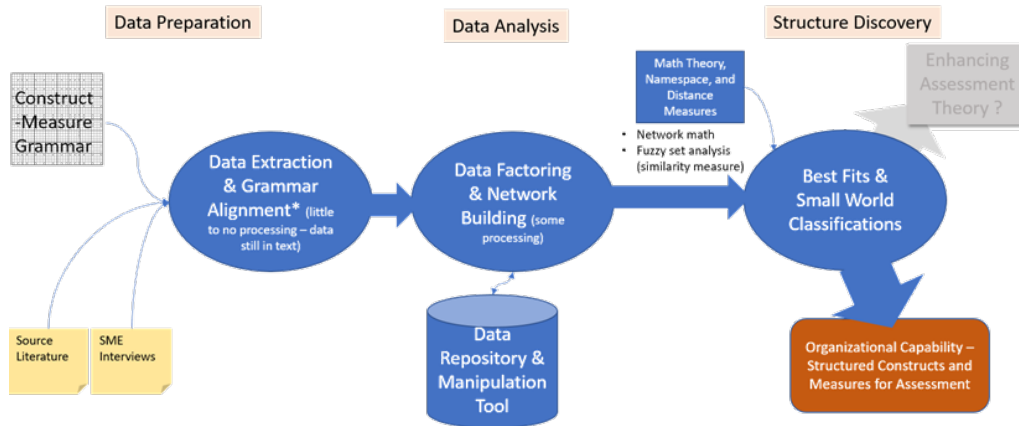 Data Preparation
Data Analysis
Structure Discovery
Construct
-Measure
Grammar
Math Theory,
Namespace, and
Distance
Measures
Enhancing
Assessment
Theory ?
• Network math
• Fuzzy set analysis
(similarity measure)
Data Extraction
& Grammar
Alignment* (little
to no processing – data
still in text)
Data Factoring
& Network
Building (some
processing)
Best Fits &
Small World
Classifications
Source
Literature
SME
Interviews
Data
Repository &
Manipulation
Tool
Organizational Capability –
Structured Constructs and
Measures for Assessment